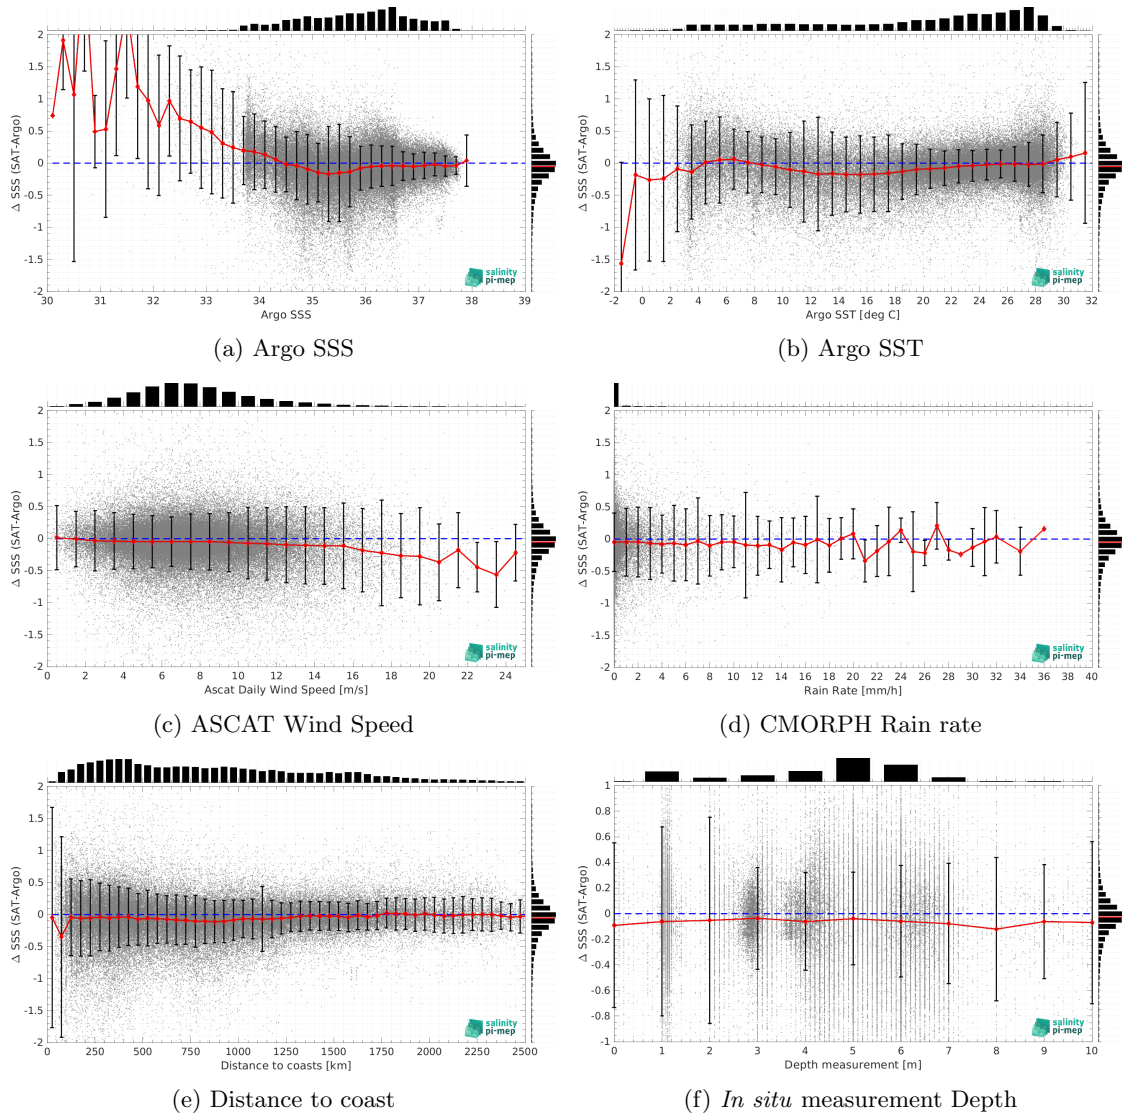 2
1.5
1
0.5
0
-0.5
-1
-1.5
-2
Δ SSS (SAT-Argo)
30 31 32 33 34 35 36 37 38 39
Argo SSS
salinity
pi-mep
(a) Argo SSS
2
1.5
1
0.5
0
-0.5
-1
-1.5
-2
Δ SSS (SAT-Argo)
-2 0 2 4 6 8 10 12 14 16 18 20 22 24 26 28 30 32
Argo SST [deg C]
salinity
pi-mep
(b) Argo SST
2
1.5
1
0.5
0
-0.5
-1
-1.5
-2
Δ SSS (SAT-Argo)
0 2 4 6 8 10 12 14 16 18 20 22 24
Ascat Daily Wind Speed [m/s]
salinity
pi-mep
(c) ASCAT Wind Speed
2
1.5
1
0.5
0
-0.5
-1
-1.5
-2
Δ SSS (SAT-Argo)
0 2 4 6 8 10 12 14 16 18 20 22 24 26 28 30 32 34 36 38 40
Rain Rate [mm/h]
salinity
pi-mep
(d) CMORPH Rain rate
2
1.5
1
0.5
0
-0.5
-1
-1.5
-2
Δ SSS (SAT-Argo)
0 250 500 750 1000 1250 1500 1750 2000 2250 2500
Distance to coasts [km]
salinity
pi-mep
(e) Distance to coast
1
0.8
0.6
0.4
0.2
0
-0.2
-0.4
-0.6
-0.8
-1
Δ SSS (SAT-Argo)
0 1 2 3 4 5 6 7 8 9 10
Depth measurement [m]
salinity
pi-mep
(f) In situ measurement Depth